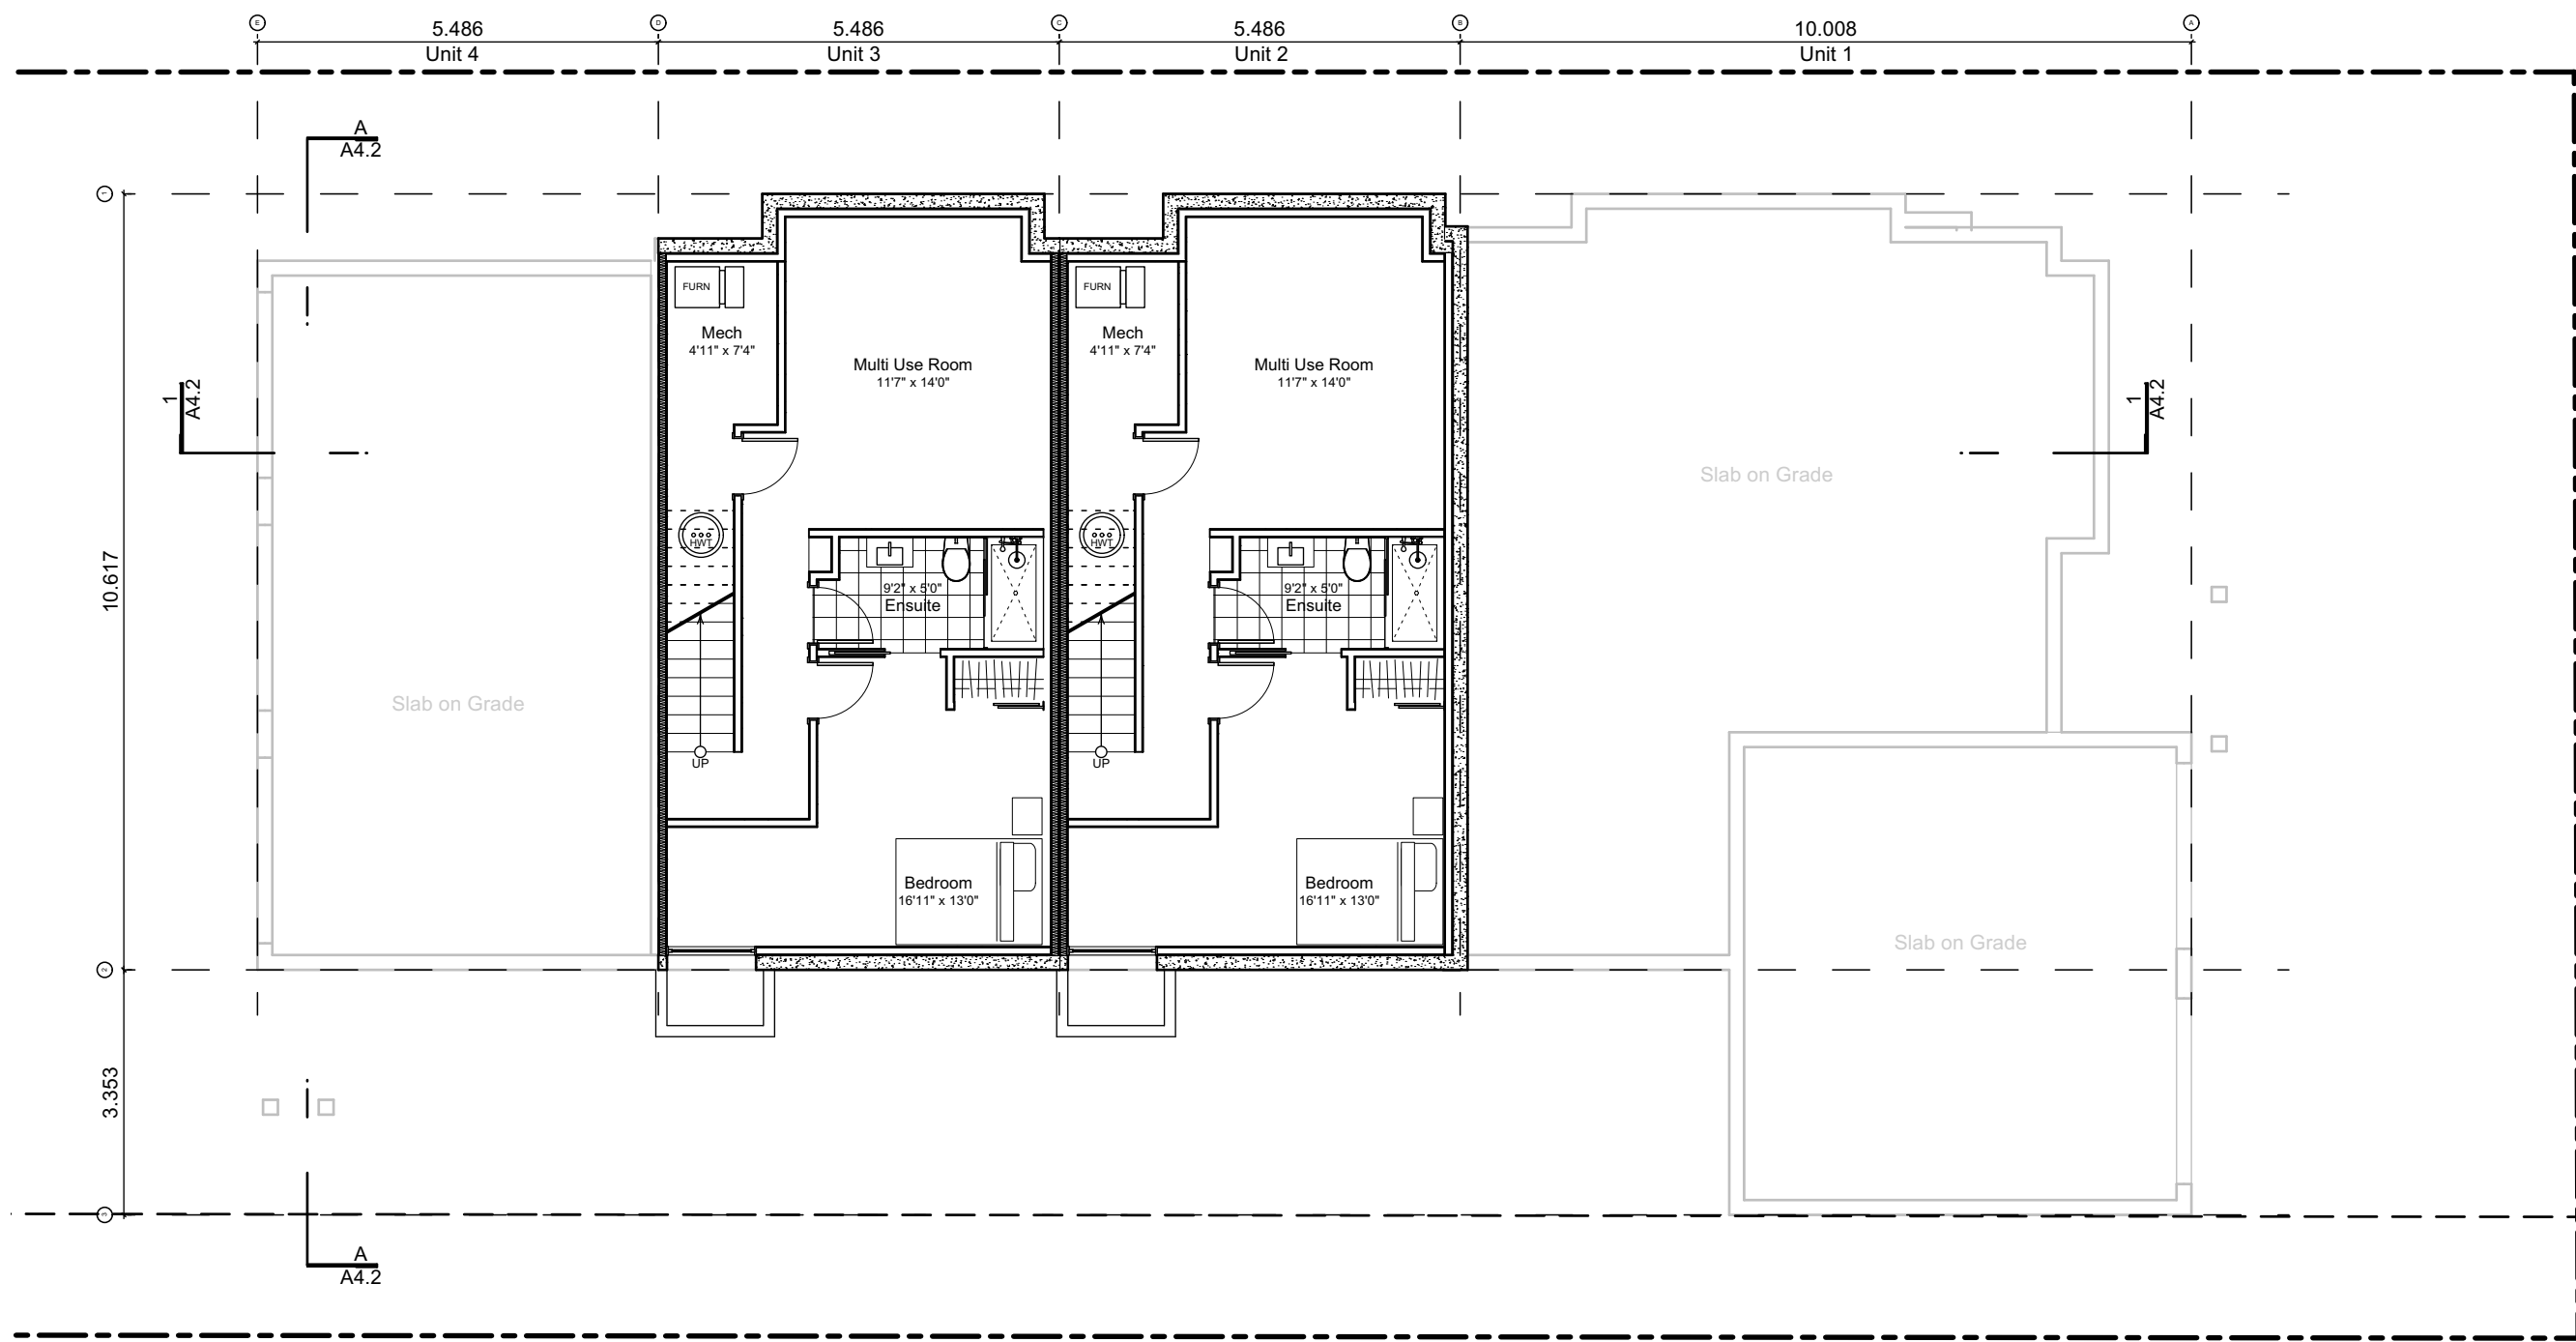 E
D
C
B
A
5.486
5.486
5.486
10.008
Unit 4
Unit 3
Unit 2
Unit 1
A
A4.2
1
FURN
FURN
Mech
4'11" x 7'4"
Mech
4'11" x 7'4"
Multi Use Room
11'7" x 14'0"
Multi Use Room
11'7" x 14'0"
1
A4.2
1
A4.2
Slab on Grade
HWT
HWT
10.617
9'2" x 5'0"
Ensuite
9'2" x 5'0"
Ensuite
Slab on Grade
UP
UP
Bedroom
16'11" x 13'0"
Bedroom
16'11" x 13'0"
Slab on Grade
2
3.353
3
A
A4.2